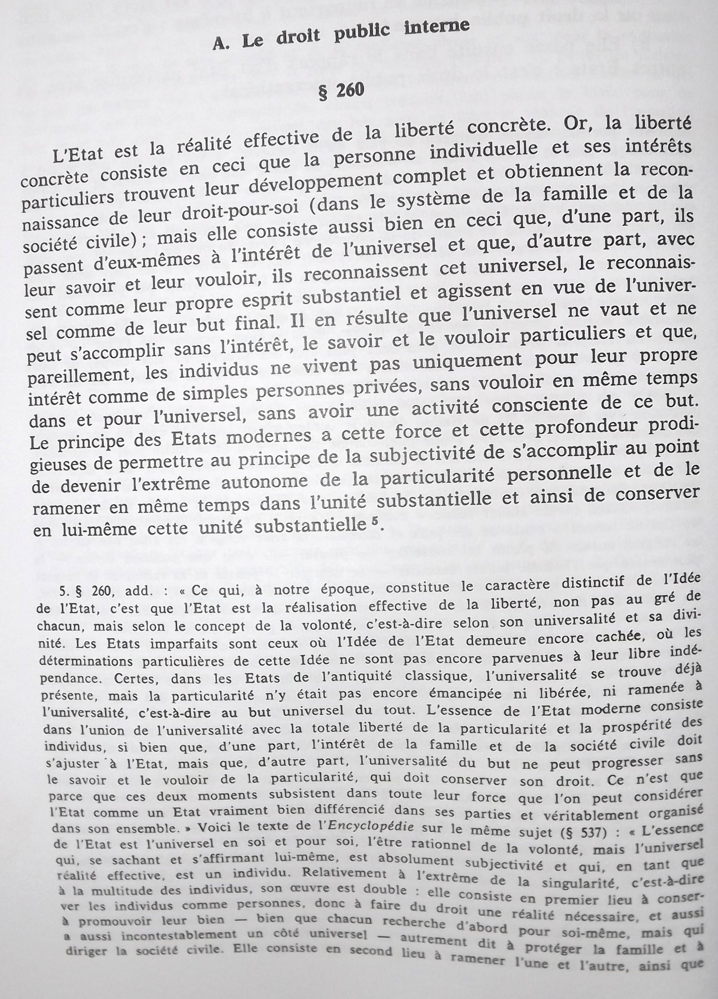 A. Le droit public interne
§ 260
L'Etat est la réalité effective de la liberté concrète. Or, la liberté
concrète consiste en ceci que la personne individuelle et ses intérêts
particuliers trouvent leur développement complet et obtiennent la recon-
naissance de leur droit-pour-soi (dans le système de la famille et de la
société civile) ; mais elle consiste aussi bien en ceci que, d'une part, ils
passent d'eux-mêmes à l'intérêt de l'universel et que, d'autre part, avec
leur savoir et leur vouloir, ils reconnaissent cet universel, le reconnais-
sent comme leur propre esprit substantiel et agissent en vue de l'univer-
sel comme de leur but final. Il en résulte que l'universel ne vaut et ne
peut s'accomplir sans l'intérêt, le savoir et le vouloir particuliers et que,
pareillement, les individus ne vivent pas uniquement pour leur propre
intérêt comme de simples personnes privées, sans vouloir en même temps
dans et pour l'universel, sans avoir une activité consciente de ce but.
Le principe des Etats modernes a cette force et cette profondeur prodi-
gieuses de permettre au principe de la subjectivité de s'accomplir au point
de devenir l'extrême autonome de la particularité personnelle et de le
ramener en même temps dans l'unité substantielle et ainsi de conserver
en lui-même cette unité substantielle ⁵.
5. § 260, add. : « Ce qui, à notre époque, constitue le caractère distinctif de l'Idée
de l'Etat, c'est que l'Etat est la réalisation effective de la liberté, non pas au gré de
chacun, mais selon le concept de la volonté, c'est-à-dire selon son universalité et sa divi-
nité. Les Etats imparfaits sont ceux où l'Idée de l'Etat demeure encore cachée, où les
déterminations particulières de cette Idée ne sont pas encore parvenues à leur libre indé-
pendance. Certes, dans les Etats de l'antiquité classique, l'universalité se trouve déjà
présente, mais la particularité n'y était pas encore émancipée ni libérée, ni ramenée à
l'universalité, c'est-à-dire au but universel du tout. L'essence de l'Etat moderne consiste
dans l'union de l'universalité avec la totale liberté de la particularité et la prospérité des
individus, si bien que, d'une part, l'intérêt de la famille et de la société civile doit
s'ajuster à l'Etat, mais que, d'autre part, l'universalité du but ne peut progresser sans
le savoir et le vouloir de la particularité, qui doit conserver son droit. Ce n'est que
parce que ces deux moments subsistent dans toute leur force que l'on peut considérer
l'Etat comme un Etat vraiment bien différencié dans ses parties et véritablement organisé
dans son ensemble. » Voici le texte de l'Encyclopédie sur le même sujet (§ 537) : « L'essence
de l'Etat est l'universel en soi et pour soi, l'être rationnel de la volonté, mais l'universel
qui, se sachant et s'affirmant lui-même, est absolument subjectivité et qui, en tant que
réalité effective, est un individu. Relativement à l'extrême de la singularité, c'est-à-dire
à la multitude des individus, son œuvre est double : elle consiste en premier lieu à conser-
ver les individus comme personnes, donc à faire du droit une réalité nécessaire, et aussi
à promouvoir leur bien — bien que chacun recherche d'abord pour soi-même, mais qui
a aussi incontestablement un côté universel — autrement dit à protéger la famille et à
diriger la société civile. Elle consiste en second lieu à ramener l'une et l'autre, ainsi que